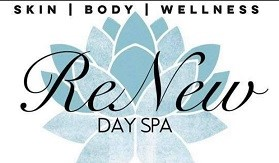 SKIN | BODY | WELLNESS
ReNew
DAY SPA